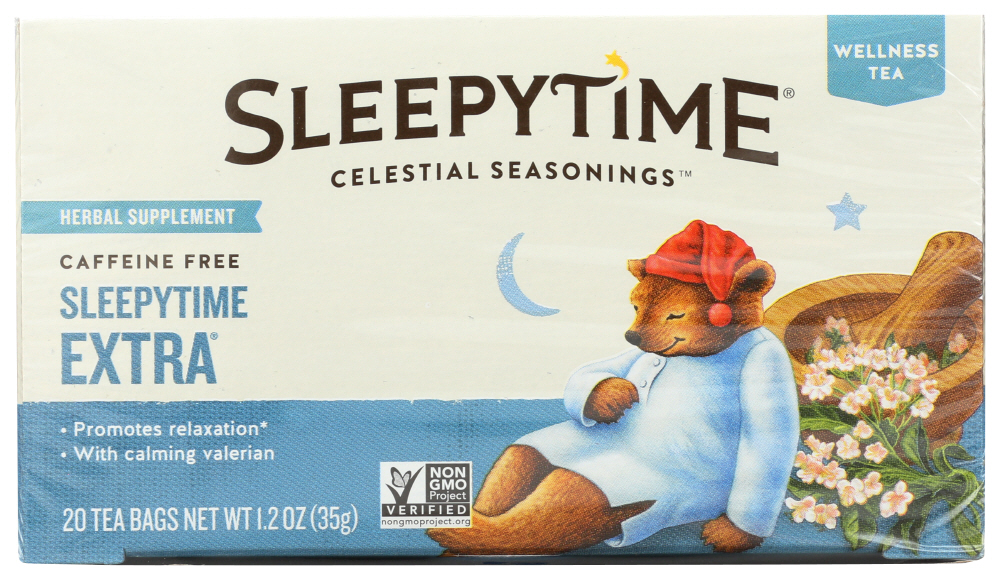 WELLNESS
TEA
SLEEPYTIME®
CELESTIAL SEASONINGS™
HERBAL SUPPLEMENT
CAFFEINE FREE
SLEEPYTIME
EXTRA®
• Promotes relaxation*
• With calming valerian
NON
GMO
Project
VERIFIED
nongmoproject.org
20 TEA BAGS NET WT 1.2 OZ (35g)